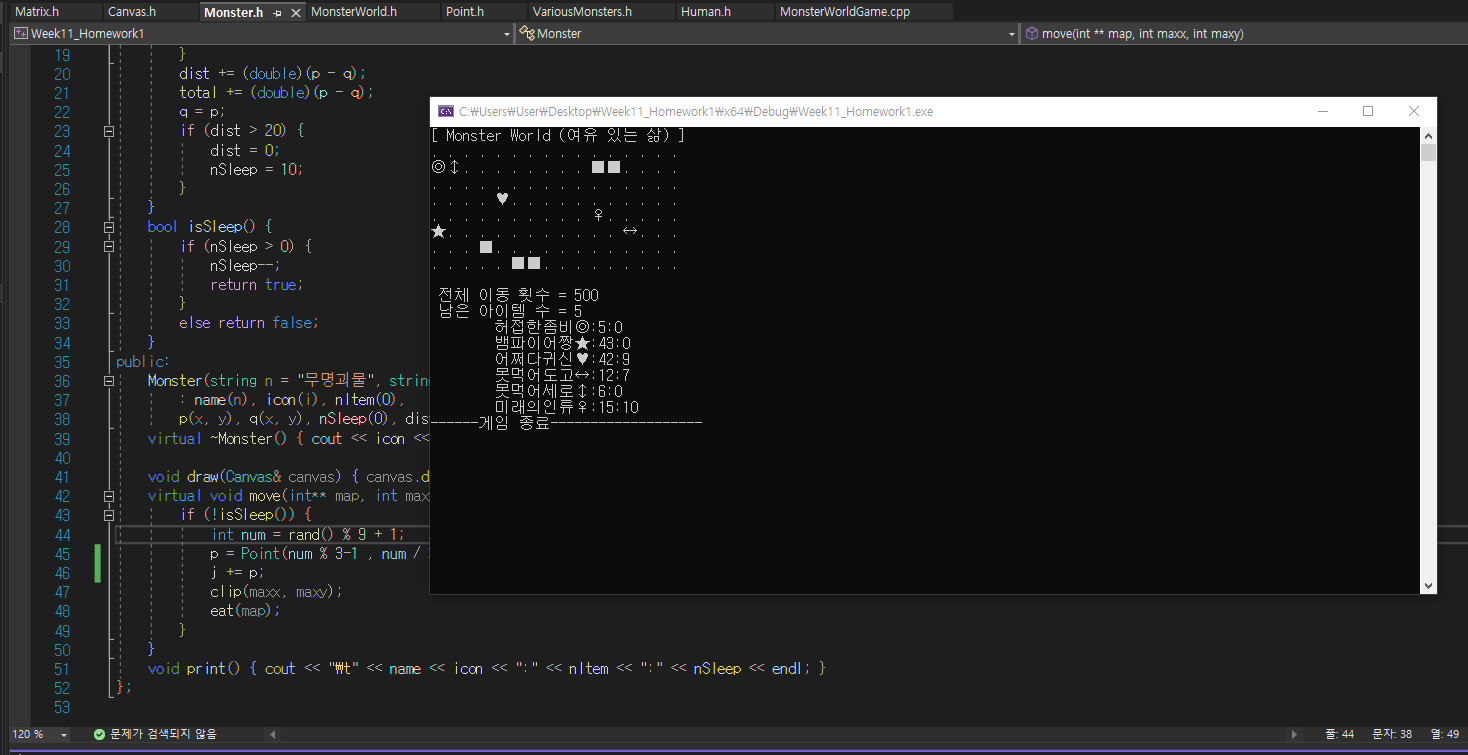 Matrix.h Canvas.h Monster.h MonsterWorld.h Point.h VariousMonsters.h Human.h MonsterWorldGame.cpp
Week11_Homework1 Monster move(int ** map, int maxx, int maxy)
19 }
20 dist += (double)(p - q);
21 total += (double)(p - q);
22 q = p;
23 if (dist > 20) {
24 dist = 0;
25 nSleep = 10;
26 }
27 }
28 bool isSleep() {
29 if (nSleep > 0) {
30 nSleep--;
31 return true;
32 }
33 else return false;
34 }
35 public:
36 Monster(string n = "무명괴물", strin
37 : name(n), icon(i), nItem(0),
38 p(x, y), q(x, y), nSleep(0), dis
39 virtual ~Monster() { cout << icon <<
40
41 void draw(Canvas& canvas) { canvas.d
42 virtual void move(int** map, int max
43 if (!isSleep()) {
44 int num = rand() % 9 + 1;
45 p = Point(num % 3-1 , num /
46 j += p;
47 clip(maxx, maxy);
48 eat(map);
49 }
50 }
51 void print() { cout << "₩t" << name << icon << ":" << nItem << ":" << nSleep << endl; }
52 };
53
C:₩Users₩User₩Desktop₩Week11_Homework1₩x64₩Debug₩Week11_Homework1.exe
[ Monster World (여유 있는 삶) ]
. . . . . . . . . . . . . . . .
◎↕. . . . . . . . ■■. . . .
. . . . . . . . . . . . . . . .
. . . . ♥. . . . . . . . . . .
. . . . . . . . . . ♀. . . . .
★. . . . . . . . . . . ↔. . .
. . . ■. . . . . . . . . . . .
. . . . . ■■. . . . . . . . .
전체 이동 횟수 = 500
남은 아이템 수 = 5
허접한좀비◎:5:0
뱀파이어짱★:43:0
어쩌다귀신♥:42:9
못먹어도고↔:12:7
못먹어세로↕:6:0
미래의인류♀:15:10
------게임 종료-------------------
120 % 문제가 검색되지 않음 줄: 44 문자: 38 열: 49